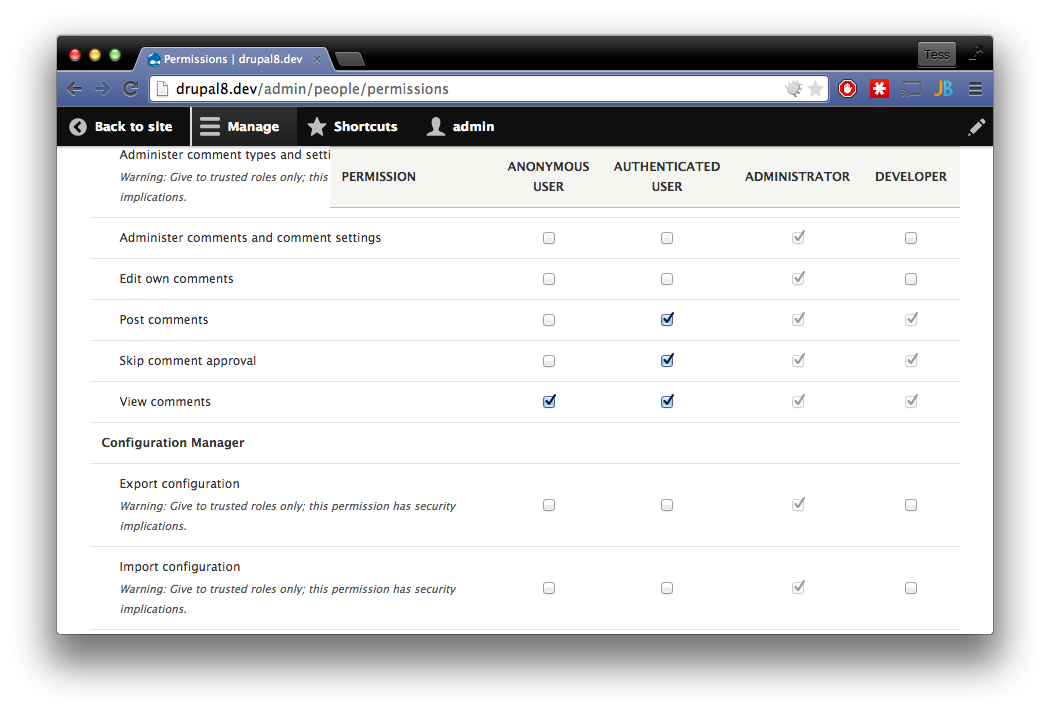 Permissions | drupal8.dev
Tess
drupal8.dev/admin/people/permissions
JB
Back to site Manage Shortcuts admin
Administer comment types and setti
Warning: Give to trusted roles only; this
implications.
PERMISSION
ANONYMOUS
USER
AUTHENTICATED
USER
ADMINISTRATOR
DEVELOPER
Administer comments and comment settings
Edit own comments
Post comments
Skip comment approval
View comments
Configuration Manager
Export configuration
Warning: Give to trusted roles only; this permission has security
implications.
Import configuration
Warning: Give to trusted roles only; this permission has security
implications.